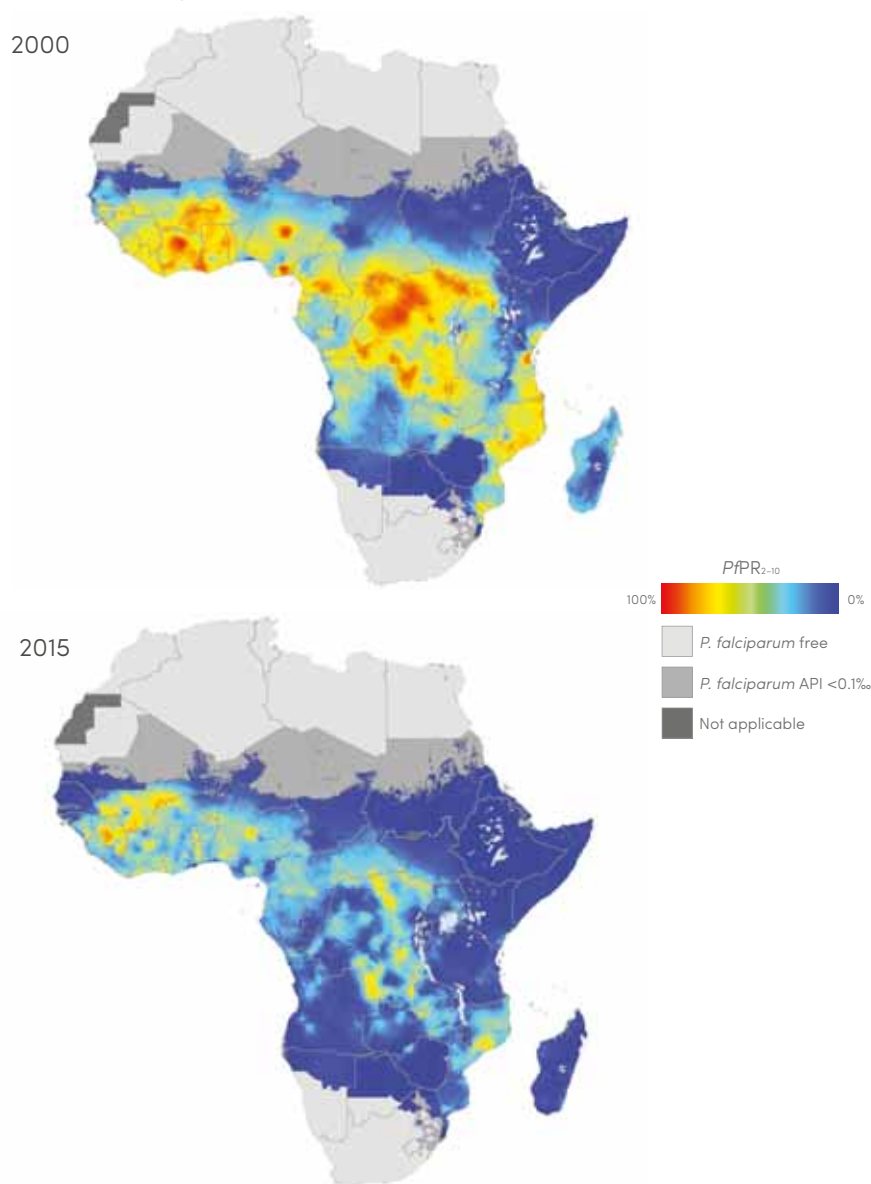 2000
PfPR2–10
100% 0%
P. falciparum free
P. falciparum API <0.1‰
Not applicable
2015